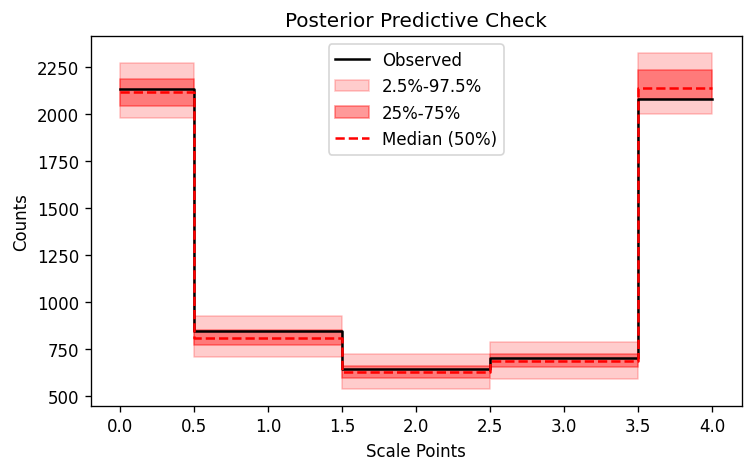 Posterior Predictive Check
Observed
2.5%-97.5%
25%-75%
Median (50%)
Counts
2250
2000
1750
1500
1250
1000
750
500
0.0 0.5 1.0 1.5 2.0 2.5 3.0 3.5 4.0
Scale Points